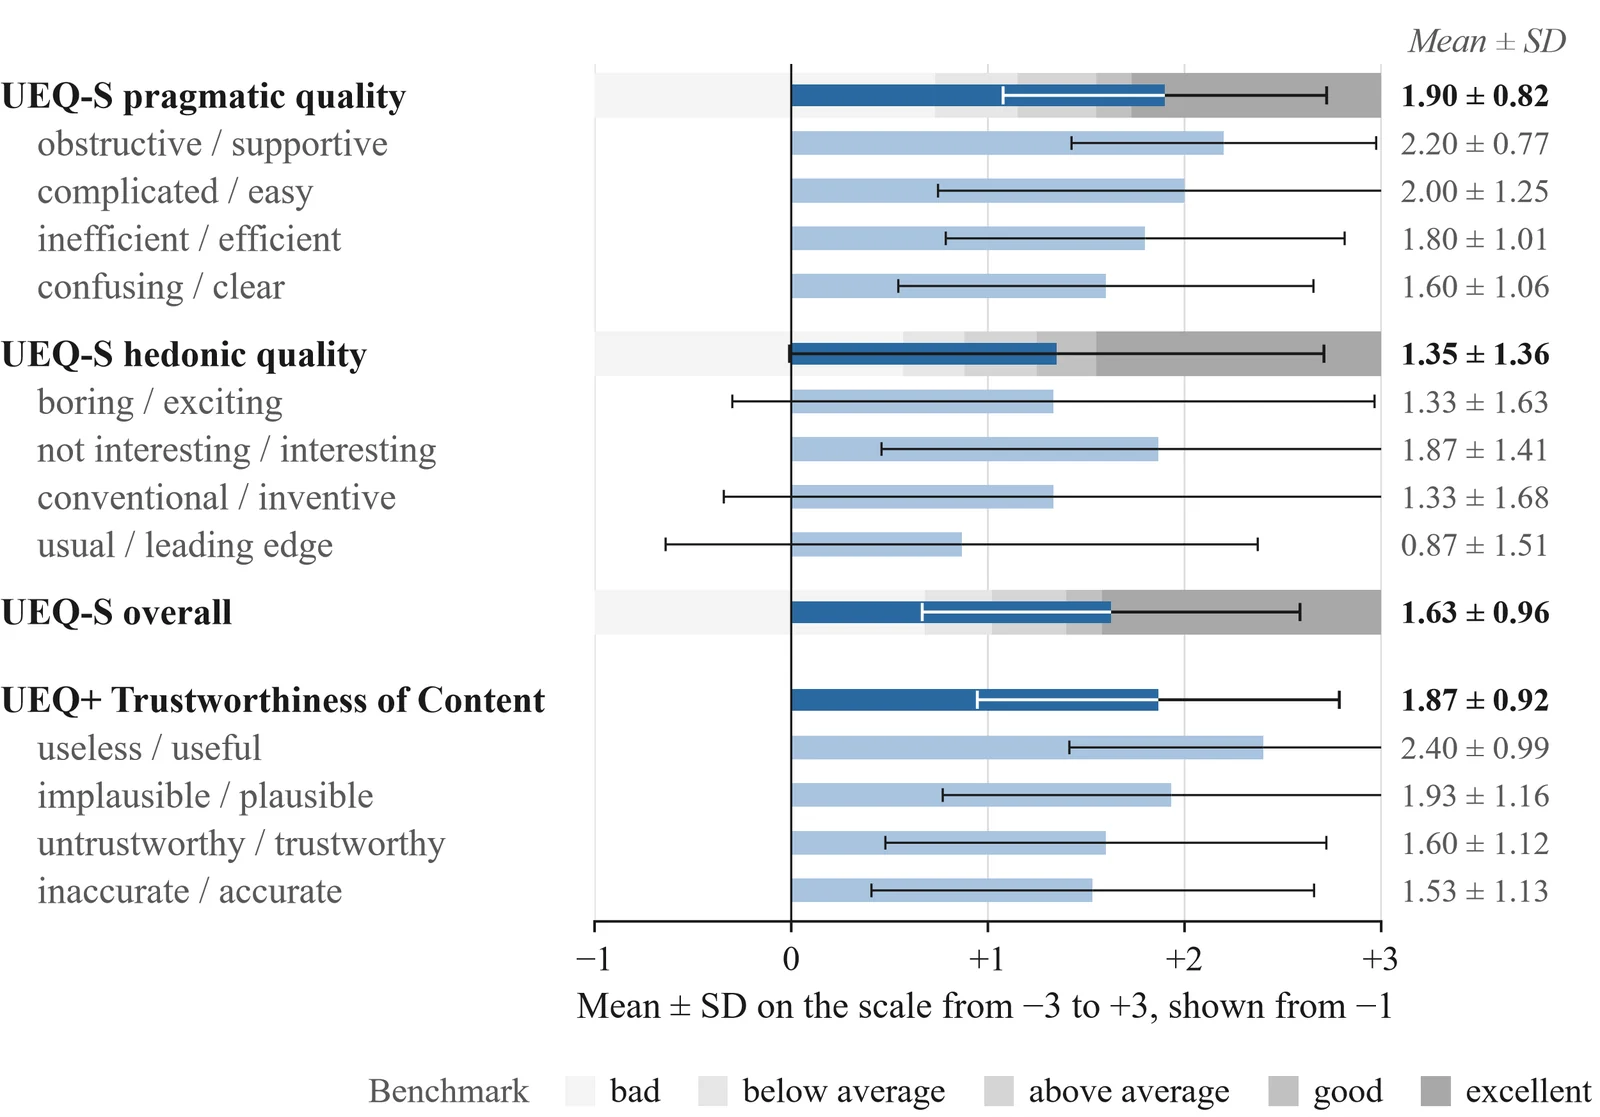 Mean ± SD
UEQ-S pragmatic quality 1.90 ± 0.82
obstructive / supportive 2.20 ± 0.77
complicated / easy 2.00 ± 1.25
inefficient / efficient 1.80 ± 1.01
confusing / clear 1.60 ± 1.06
UEQ-S hedonic quality 1.35 ± 1.36
boring / exciting 1.33 ± 1.63
not interesting / interesting 1.87 ± 1.41
conventional / inventive 1.33 ± 1.68
usual / leading edge 0.87 ± 1.51
UEQ-S overall 1.63 ± 0.96
UEQ+ Trustworthiness of Content 1.87 ± 0.92
useless / useful 2.40 ± 0.99
implausible / plausible 1.93 ± 1.16
untrustworthy / trustworthy 1.60 ± 1.12
inaccurate / accurate 1.53 ± 1.13
−1 0 +1 +2 +3
Mean ± SD on the scale from −3 to +3, shown from −1
Benchmark bad below average above average good excellent